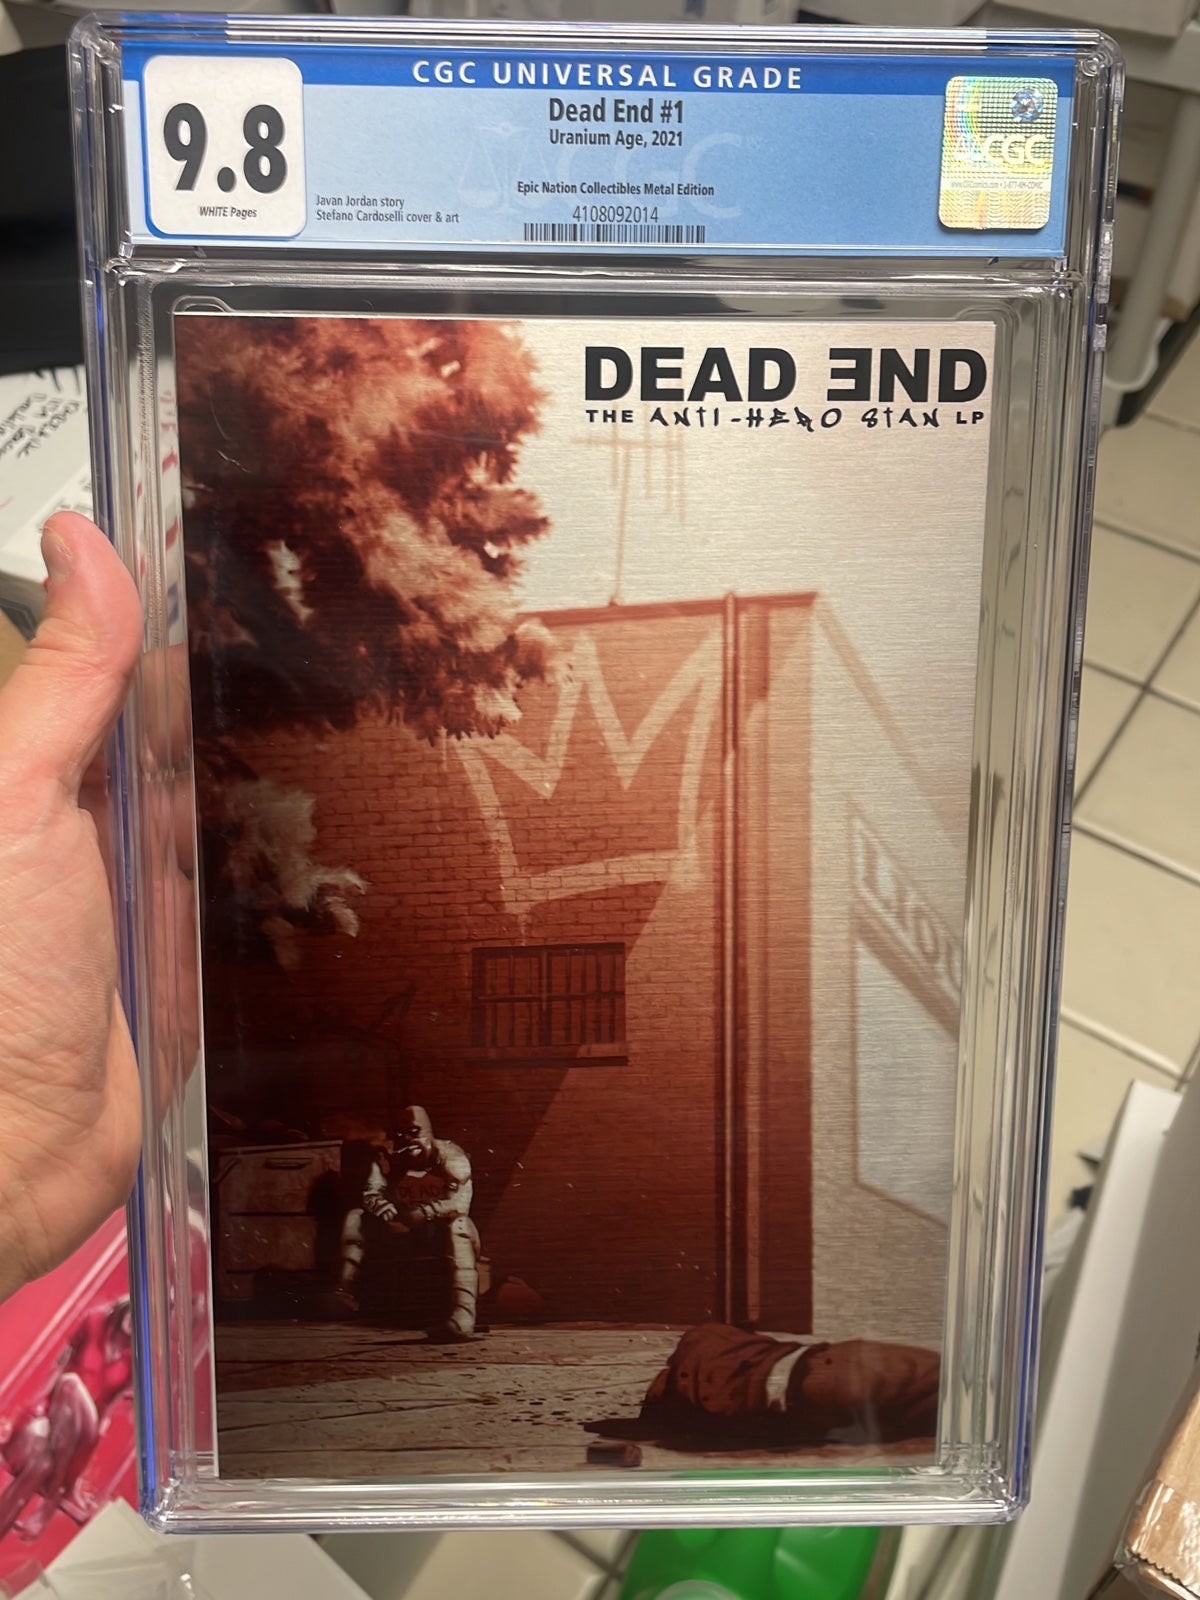 CGC UNIVERSAL GRADE
9.8
WHITE Pages
Dead End #1
Uranium Age, 2021
Epic Nation Collectibles Metal Edition
Javan Jordan story
Stefano Cardoselli cover & art
4108092014
CGC
DEAD ƎND
THE ANTI-HERO STAN LP
DEAD